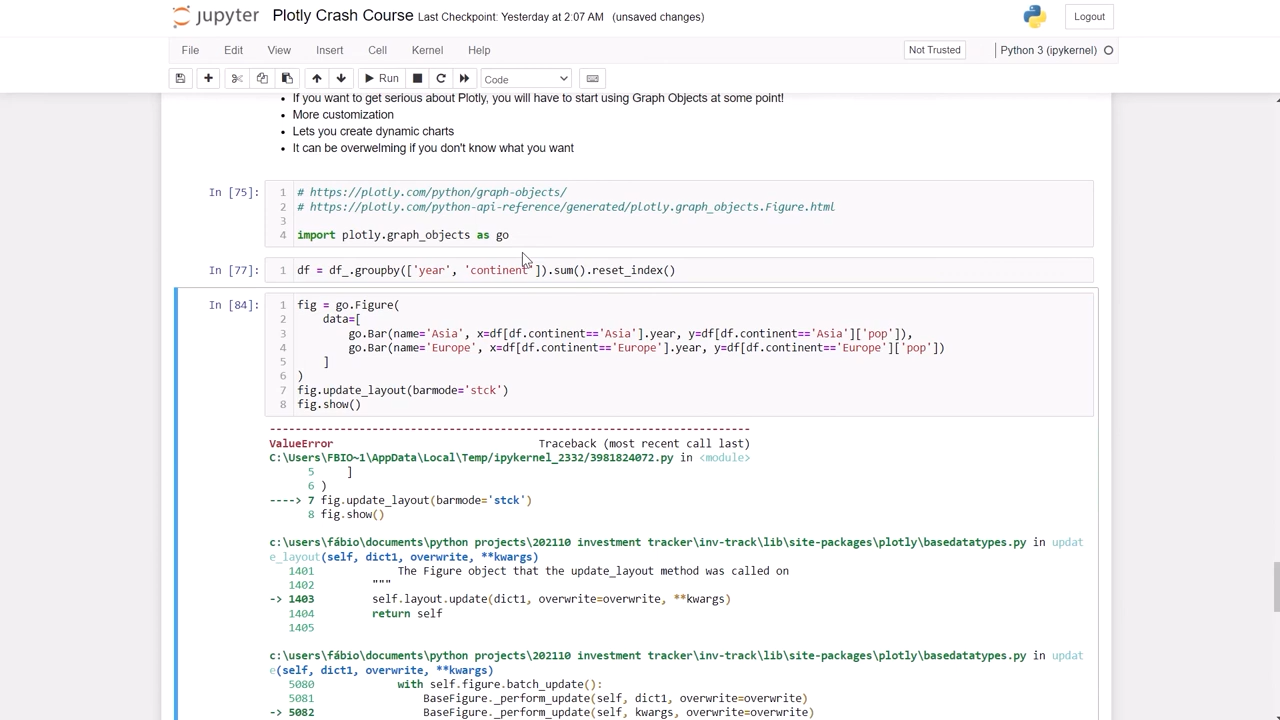 jupyter Plotly Crash Course Last Checkpoint: Yesterday at 2:07 AM (unsaved changes) Logout
File Edit View Insert Cell Kernel Help Not Trusted Python 3 (ipykernel)
Run Code
If you want to get serious about Plotly, you will have to start using Graph Objects at some point!
More customization
Lets you create dynamic charts
It can be overwelming if you don't know what you want
In [75]: 1 # https://plotly.com/python/graph-objects/
2 # https://plotly.com/python-api-reference/generated/plotly.graph_objects.Figure.html
3
4 import plotly.graph_objects as go
In [77]: 1 df = df_.groupby(['year', 'continent']).sum().reset_index()
In [84]: 1 fig = go.Figure(
2 data=[
3 go.Bar(name='Asia', x=df[df.continent=='Asia'].year, y=df[df.continent=='Asia']['pop']),
4 go.Bar(name='Europe', x=df[df.continent=='Europe'].year, y=df[df.continent=='Europe']['pop'])
5 ]
6 )
7 fig.update_layout(barmode='stck')
8 fig.show()
---------------------------------------------------------------------------
ValueError Traceback (most recent call last)
C:\Users\FBIO~1\AppData\Local\Temp/ipykernel_2332/3981824072.py in <module>
5 ]
6 )
----> 7 fig.update_layout(barmode='stck')
8 fig.show()
c:\users\fábio\documents\python projects\202110 investment tracker\inv-track\lib\site-packages\plotly\basedatatypes.py in updat
e_layout(self, dict1, overwrite, **kwargs)
1401 The Figure object that the update_layout method was called on
1402 """
-> 1403 self.layout.update(dict1, overwrite=overwrite, **kwargs)
1404 return self
1405
c:\users\fábio\documents\python projects\202110 investment tracker\inv-track\lib\site-packages\plotly\basedatatypes.py in updat
e(self, dict1, overwrite, **kwargs)
5080 with self.figure.batch_update():
5081 BaseFigure._perform_update(self, dict1, overwrite=overwrite)
-> 5082 BaseFigure._perform_update(self, kwargs, overwrite=overwrite)